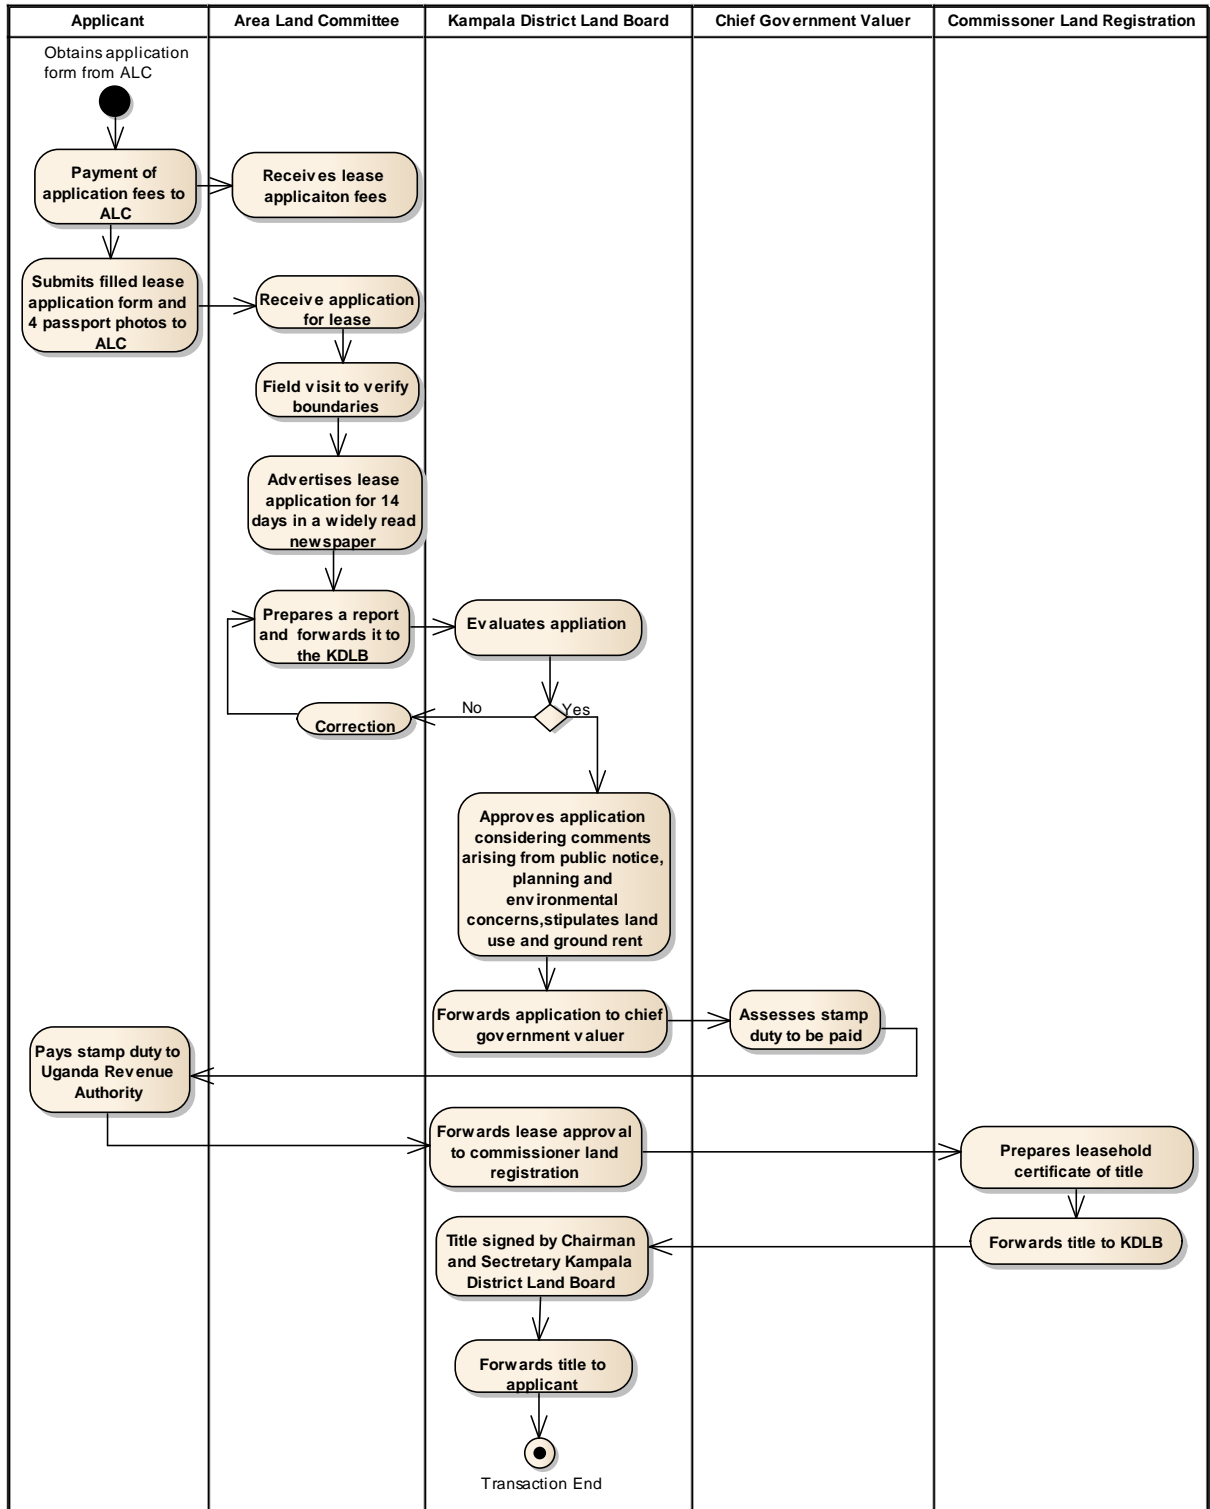 Applicant
Area Land Committee
Kampala District Land Board
Chief Government Valuer
Commissoner Land Registration
Obtains application
form from ALC
Payment of
application fees to
ALC
Receives lease
applicaiton fees
Submits filled lease
application form and
4 passport photos to
ALC
Receive application
for lease
Field visit to verify
boundaries
Advertises lease
application for 14
days in a widely read
newspaper
Prepares a report
and forwards it to
the KDLB
Evaluates appliation
No
Yes
Correction
Approves application
considering comments
arising from public notice,
planning and
environmental
concerns,stipulates land
use and ground rent
Forwards application to chief
government valuer
Assesses stamp
duty to be paid
Pays stamp duty to
Uganda Revenue
Authority
Forwards lease approval
to commissioner land
registration
Prepares leasehold
certificate of title
Forwards title to KDLB
Title signed by Chairman
and Sectretary Kampala
District Land Board
Forwards title to
applicant
Transaction End